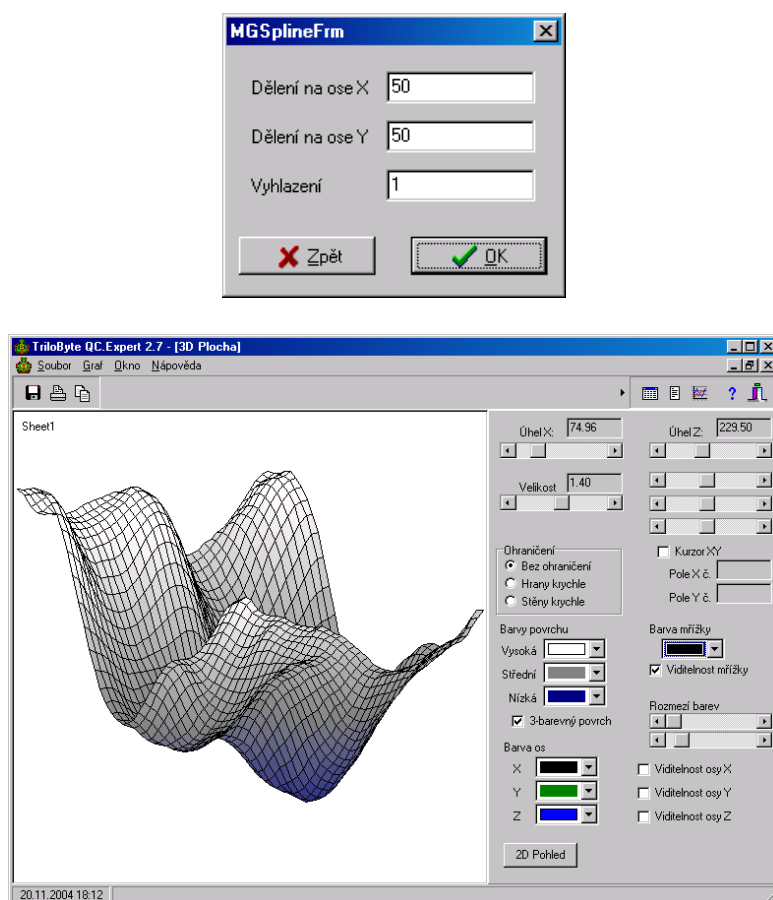 MGSplineFrm
Dělení na ose X 50
Dělení na ose Y 50
Vyhlazení 1
Zpět OK
TriloByte QC.Expert 2.7 - [3D Plocha]
Soubor Graf Okno Nápověda
Sheet1
Úhel X: 74.96 Úhel Z: 229.50
Velikost 1.40
Ohraničení
Bez ohraničení
Hrany krychle
Stěny krychle
Kurzor XY
Pole X č.
Pole Y č.
Barvy povrchu
Vysoká
Střední
Nízká
3-barevný povrch
Barva mřížky
Viditelnost mřížky
Rozmezí barev
Barva os
X Viditelnost osy X
Y Viditelnost osy Y
Z Viditelnost osy Z
2D Pohled
20.11.2004 18:12